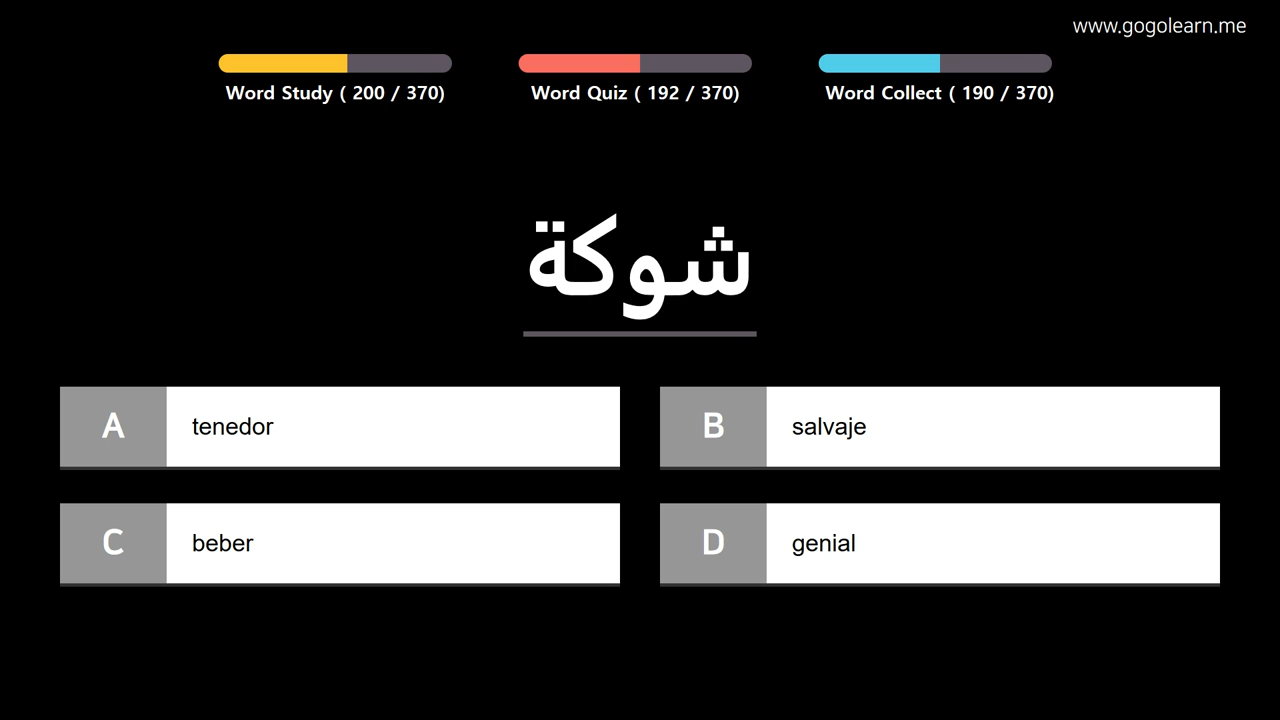 www.gogolearn.me
Word Study ( 200 / 370)
Word Quiz ( 192 / 370)
Word Collect ( 190 / 370)
شوكة
A tenedor
B salvaje
C beber
D genial